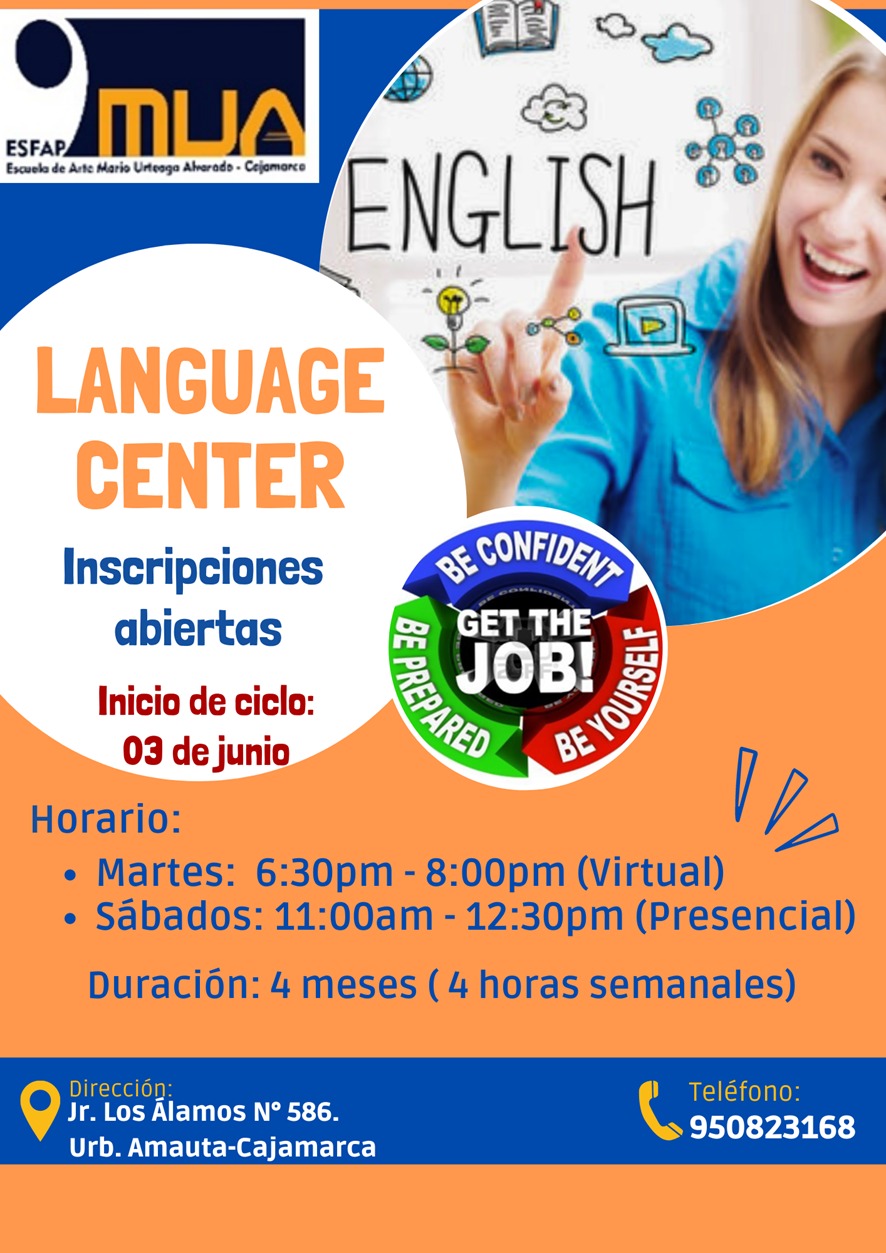 ESFAP MUA
Escuela de Arte Mario Urteaga Alvarado - Cajamarca
ENGLISH
LANGUAGE
CENTER
Inscripciones
abiertas
Inicio de ciclo:
03 de junio
BE CONFIDENT
GET THE
JOB!
BE PREPARED
BE YOURSELF
Horario:
• Martes: 6:30pm - 8:00pm (Virtual)
• Sábados: 11:00am - 12:30pm (Presencial)
Duración: 4 meses ( 4 horas semanales)
Dirección:
Jr. Los Álamos N° 586.
Urb. Amauta-Cajamarca
Teléfono:
950823168